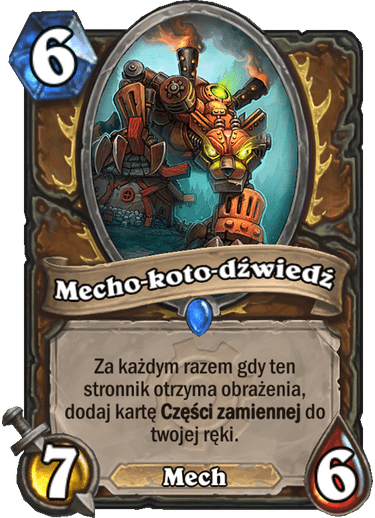 6
Mecho-koto-dźwiedź
Za każdym razem gdy ten
stronnik otrzyma obrażenia,
dodaj kartę Części zamiennej do
twojej ręki.
7
Mech
6